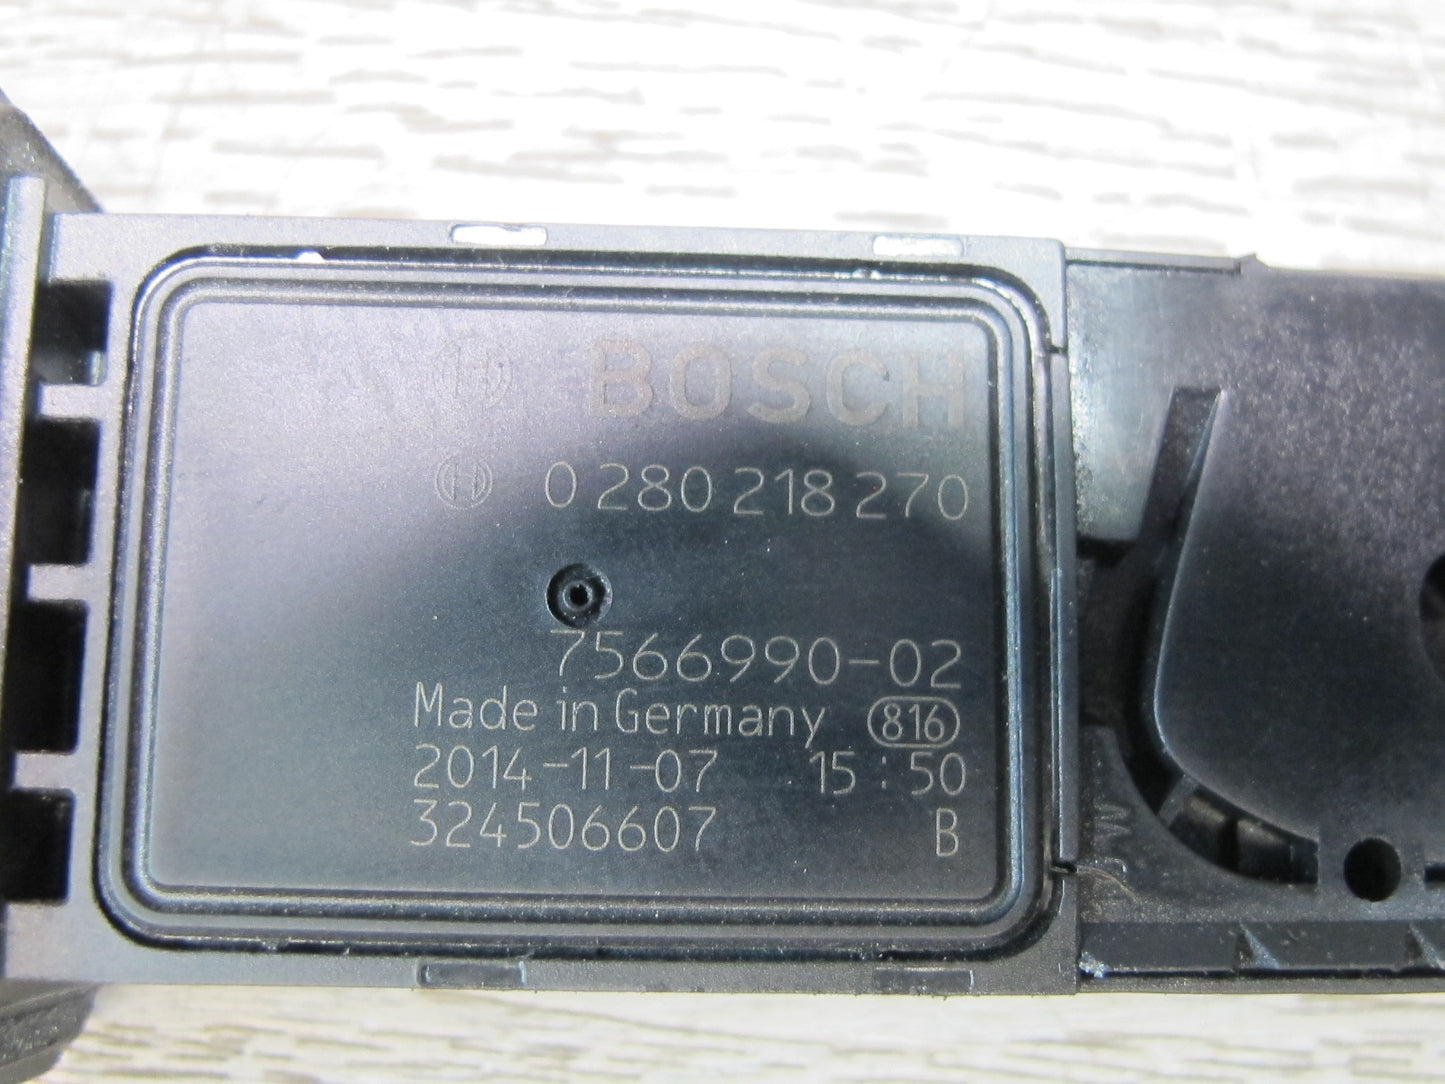 BOSCH
0 280 218 270
7566990-02
Made in Germany 816
2014-11-07 15:50
324506607 B